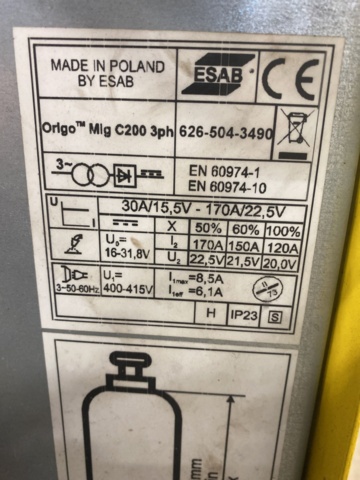 MADE IN POLAND
BY ESAB
ESAB
CE
Origo™ Mig C200 3ph
626-504-3490
3~
EN 60974-1
EN 60974-10
U
I
30A/15,5V - 170A/22,5V
X 50% 60% 100%
U₀=
16-31,8V
I₂ 170A 150A 120A
U₂ 22,5V 21,5V 20,0V
3~50-60Hz
U₁=
400-415V
I₁max=8,5A
I₁eff=6,1A
II
73
H IP23 S
mm